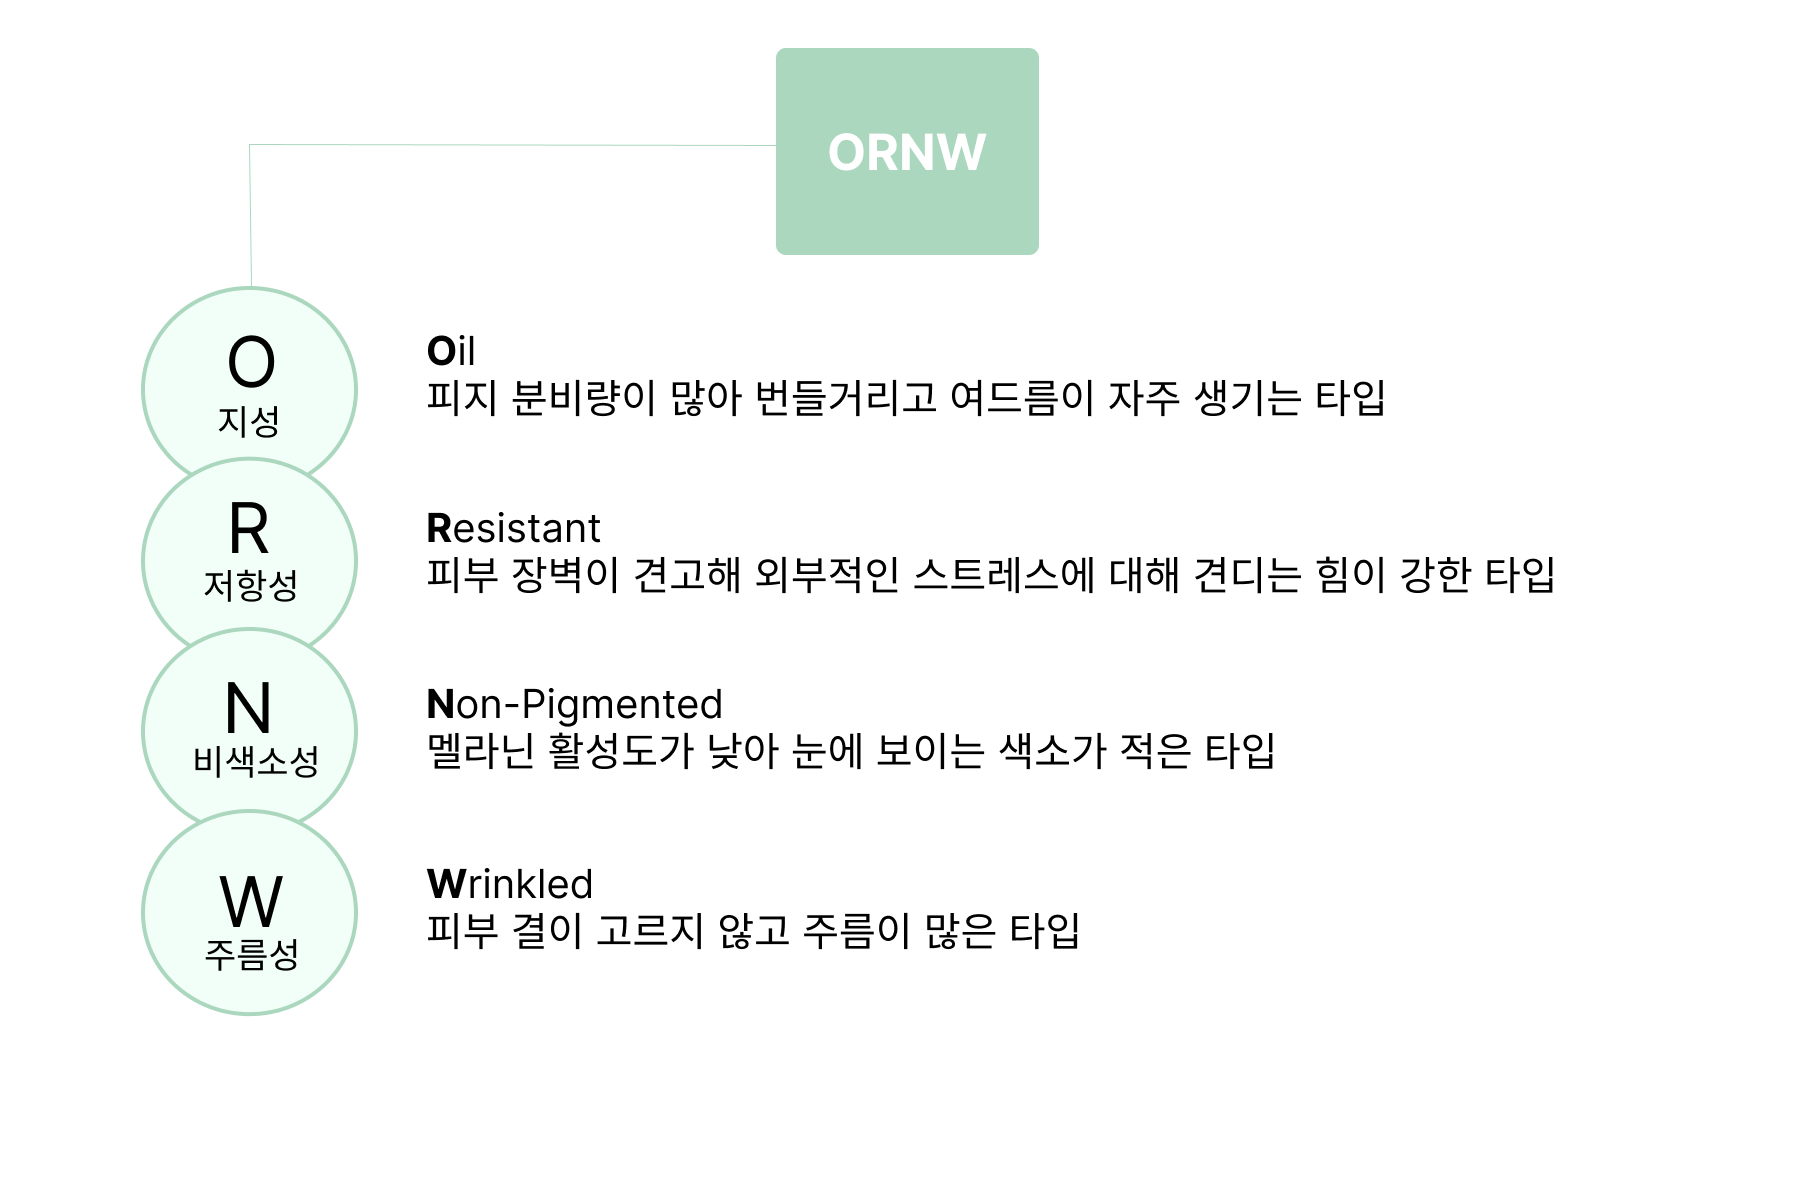 ORNW
O
지성
Oil
피지 분비량이 많아 번들거리고 여드름이 자주 생기는 타입
R
저항성
Resistant
피부 장벽이 견고해 외부적인 스트레스에 대해 견디는 힘이 강한 타입
N
비색소성
Non-Pigmented
멜라닌 활성도가 낮아 눈에 보이는 색소가 적은 타입
W
주름성
Wrinkled
피부 결이 고르지 않고 주름이 많은 타입